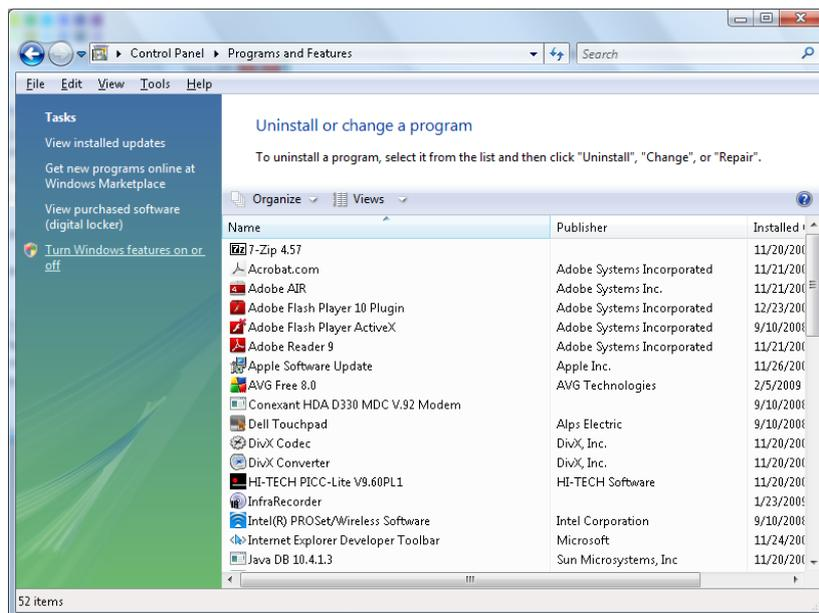 Control Panel Programs and Features Search
File Edit View Tools Help
Tasks
View installed updates
Get new programs online at
Windows Marketplace
View purchased software
(digital locker)
Turn Windows features on or
off
Uninstall or change a program
To uninstall a program, select it from the list and then click "Uninstall", "Change", or "Repair".
Organize Views
Name Publisher Installed
7-Zip 4.57 11/20/200
Acrobat.com Adobe Systems Incorporated 11/21/200
Adobe AIR Adobe Systems Inc. 11/21/200
Adobe Flash Player 10 Plugin Adobe Systems Incorporated 12/23/200
Adobe Flash Player ActiveX Adobe Systems Incorporated 9/10/2008
Adobe Reader 9 Adobe Systems Incorporated 11/21/200
Apple Software Update Apple Inc. 11/26/200
AVG Free 8.0 AVG Technologies 2/5/2009
Conexant HDA D330 MDC V.92 Modem 9/10/2008
Dell Touchpad Alps Electric 9/10/2008
DivX Codec DivX, Inc. 11/20/200
DivX Converter DivX, Inc. 11/20/200
HI-TECH PICC-Lite V9.60PL1 HI-TECH Software 11/20/200
InfraRecorder 1/23/2009
Intel(R) PROSet/Wireless Software Intel Corporation 9/10/2008
Internet Explorer Developer Toolbar Microsoft 11/24/200
Java DB 10.4.1.3 Sun Microsystems, Inc 11/20/200
52 items